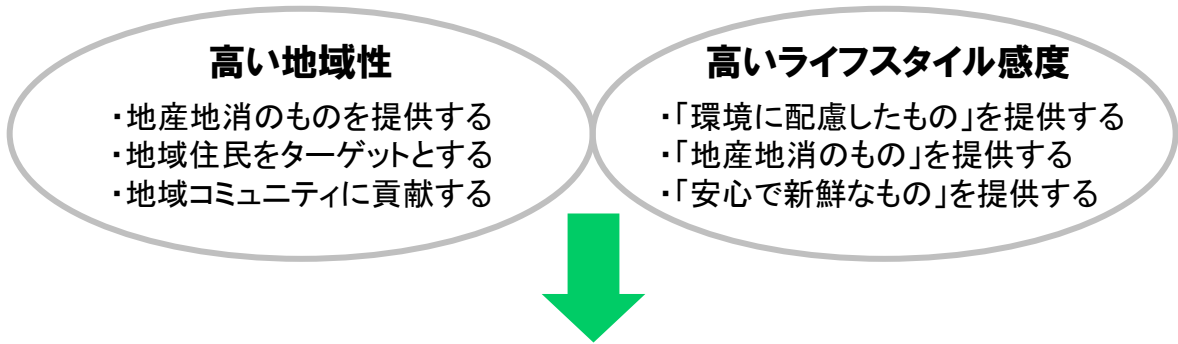 高い地域性
・地産地消のものを提供する
・地域住民をターゲットとする
・地域コミュニティに貢献する
高いライフスタイル感度
・「環境に配慮したもの」を提供する
・「地産地消のもの」を提供する
・「安心で新鮮なもの」を提供する